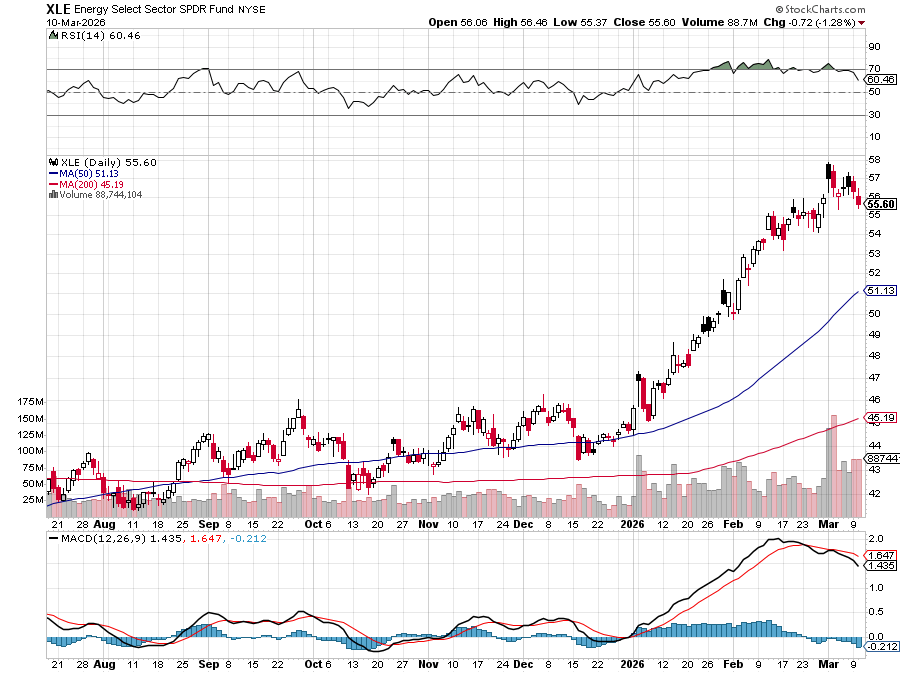 XLE Energy Select Sector SPDR Fund NYSE
© StockCharts.com
10-Mar-2026
Open 56.06 High 56.46 Low 55.37 Close 55.60 Volume 88.7M Chg -0.72 (-1.28%)
RSI(14) 60.46
90
70
60.46
50
30
10
XLE (Daily) 55.60
MA(50) 51.13
MA(200) 45.19
Volume 88,744,104
58
57
56
55.60
55
54
53
52
51.13
50
49
48
47
46
45.19
44
88744
43
42
175M
150M
125M
100M
75M
50M
25M
21 28 Aug 11 18 25 Sep 8 15 22 Oct 6 13 20 27 Nov 10 17 24 Dec 8 15 22 2026 12 20 26 Feb 9 17 23 Mar 9
MACD(12,26,9) 1.435, 1.647, -0.212
2.0
1.647
1.435
1.0
0.5
0.0
-0.212
21 28 Aug 11 18 25 Sep 8 15 22 Oct 6 13 20 27 Nov 10 17 24 Dec 8 15 22 2026 12 20 26 Feb 9 17 23 Mar 9